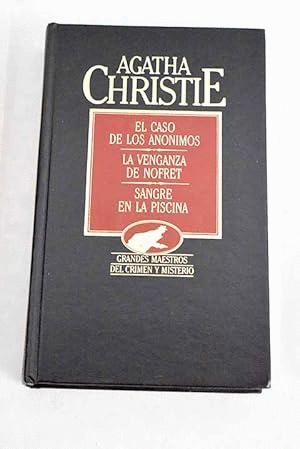 AGATHA
CHRISTIE
EL CASO
DE LOS ANONIMOS
LA VENGANZA
DE NOFRET
SANGRE
EN LA PISCINA
GRANDES MAESTROS
DEL CRIMEN Y MISTERIO